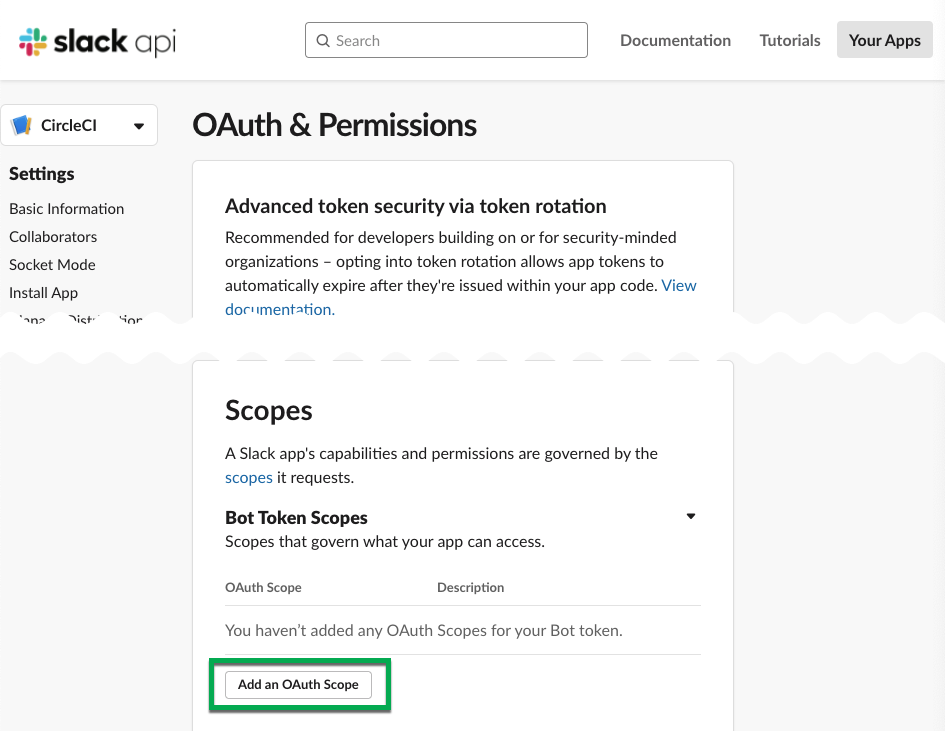 slack api
Search
Documentation
Tutorials
Your Apps
CircleCI
OAuth & Permissions
Settings
Basic Information
Collaborators
Socket Mode
Install App
Advanced token security via token rotation
Recommended for developers building on or for security-minded
organizations – opting into token rotation allows app tokens to
automatically expire after they're issued within your app code. View
documentation.
Scopes
A Slack app's capabilities and permissions are governed by the
scopes it requests.
Bot Token Scopes
Scopes that govern what your app can access.
OAuth Scope
Description
You haven’t added any OAuth Scopes for your Bot token.
Add an OAuth Scope